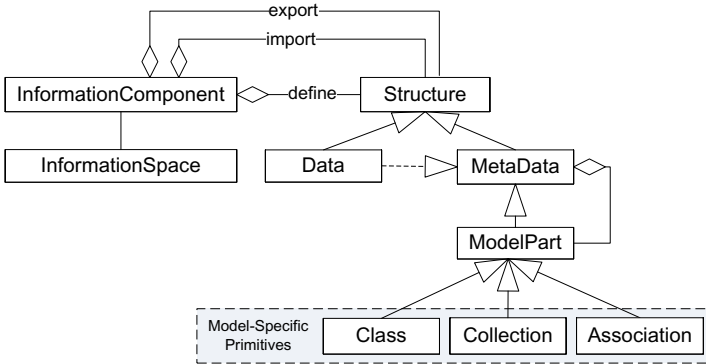 export
import
InformationComponent
define
Structure
InformationSpace
Data
MetaData
ModelPart
Model-Specific
Primitives
Class
Collection
Association